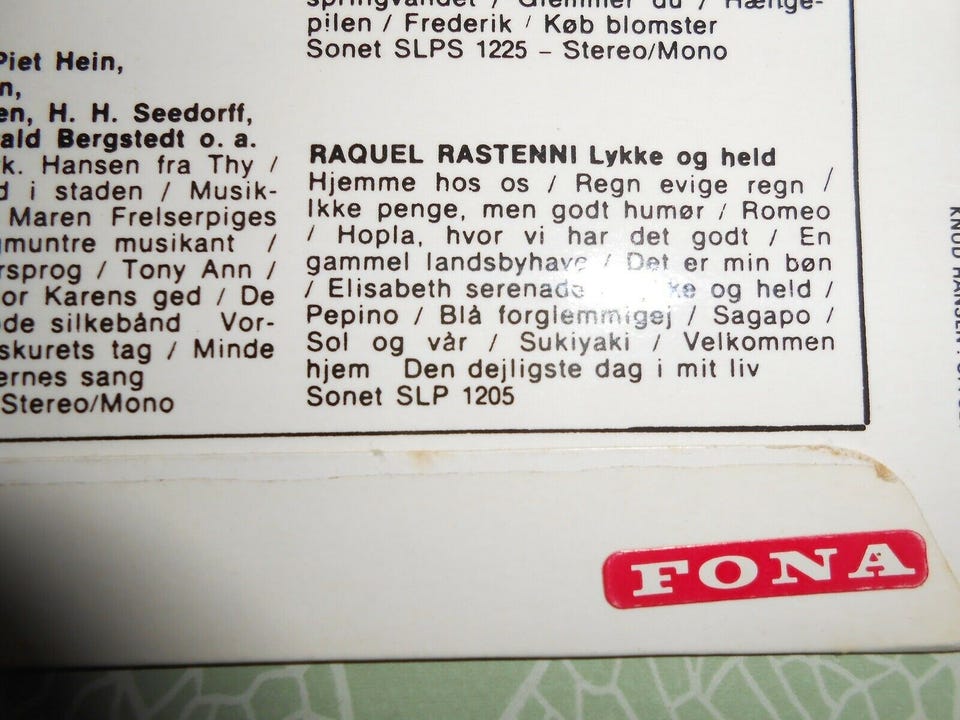 Piet Hein,
n,
en, H. H. Seedorff,
ald Bergstedt o. a.
k. Hansen fra Thy /
d i staden / Musik-
Maren Frelserpiges
gmuntre musikant /
rsprog / Tony Ann /
or Karens ged / De
de silkebånd Vor-
skurets tag / Minde
ernes sang
Stereo/Mono
springvandet / Glemmer du / Hænge-
pilen / Frederik / Køb blomster
Sonet SLPS 1225 – Stereo/Mono
RAQUEL RASTENNI Lykke og held
Hjemme hos os / Regn evige regn /
Ikke penge, men godt humør / Romeo
/ Hopla, hvor vi har det godt / En
gammel landsbyhave / Det er min bøn
/ Elisabeth serenade ke og held /
Pepino / Blå forglemmigej / Sagapo /
Sol og vår / Sukiyaki / Velkommen
hjem Den dejligste dag i mit liv
Sonet SLP 1205
KNUD HANSEN
FONA